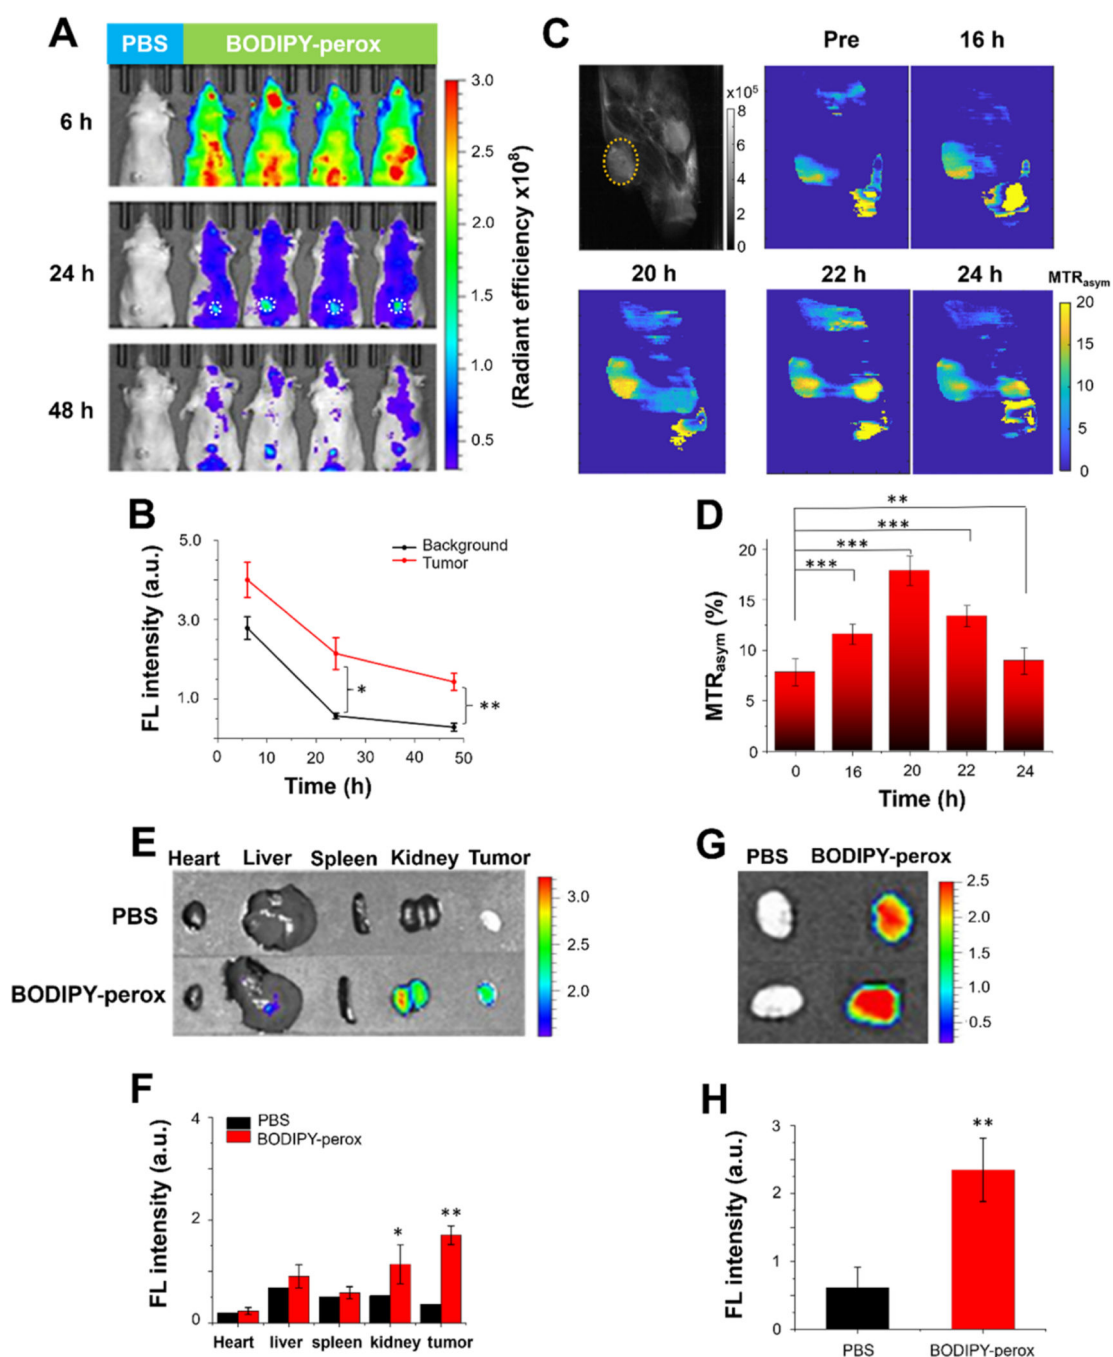 A
PBS BODIPY-perox
6 h
24 h
48 h
3.0
2.5
2.0
1.5
1.0
0.5
(Radiant efficiency x10⁸)
C
Pre 16 h
x10⁵
8
6
4
2
0
20 h 22 h 24 h
MTRasym
20
15
10
5
0
B
FL intensity (a.u.)
5.0
3.0
1.0
Background
Tumor
*
**
0 10 20 30 40 50
Time (h)
D
MTRasym (%)
20
15
10
5
0
**
***
***
***
0 16 20 22 24
Time (h)
E
Heart Liver Spleen Kidney Tumor
PBS
BODIPY-perox
3.0
2.5
2.0
G
PBS BODIPY-perox
2.5
2.0
1.5
1.0
0.5
F
FL intensity (a.u.)
4
2
0
PBS
BODIPY-perox
*
**
Heart liver spleen kidney tumor
H
FL intensity (a.u.)
3
2
1
0
**
PBS BODIPY-perox